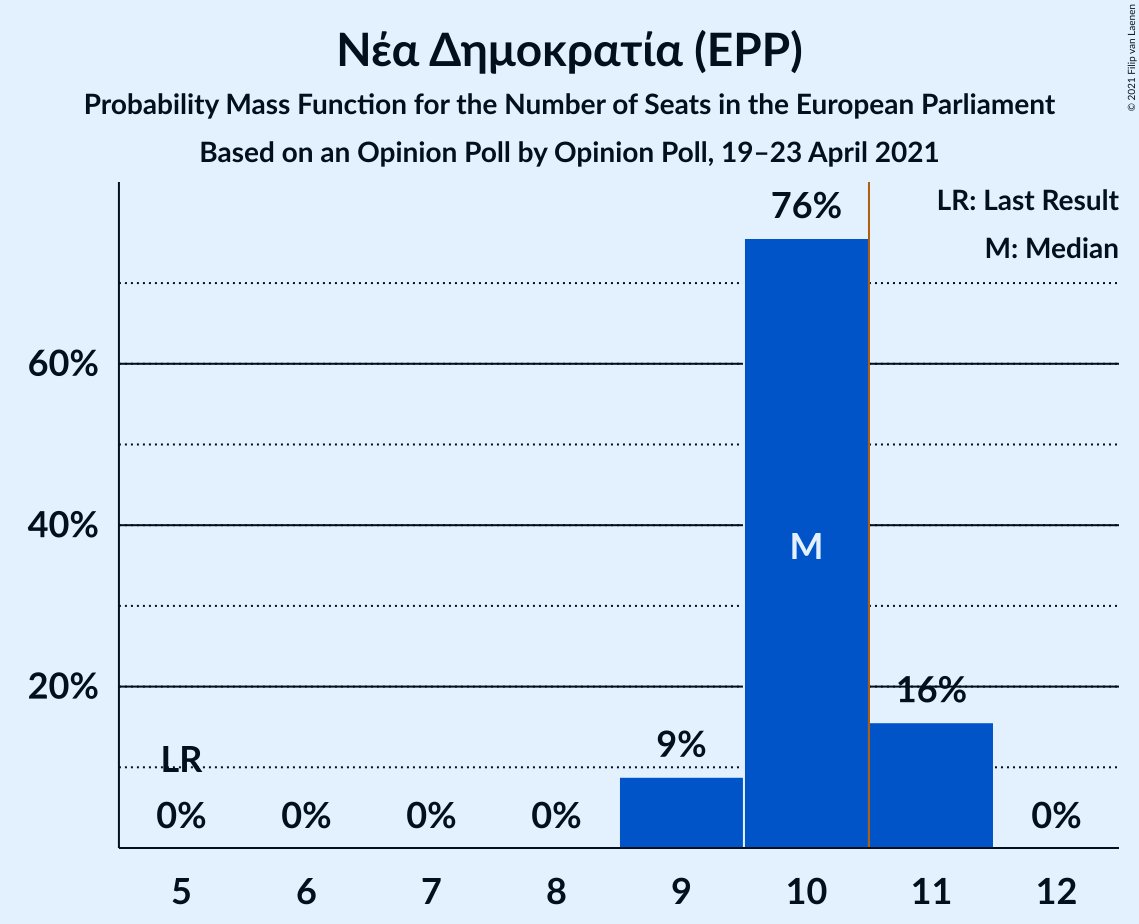 Νέα Δημοκρατία (EPP)
Probability Mass Function for the Number of Seats in the European Parliament
Based on an Opinion Poll by Opinion Poll, 19–23 April 2021
© 2021 Filip van Laenen
LR: Last Result
M: Median
76%
60%
40%
M
20%
16%
9%
LR
0%
0%
0%
0%
0%
5
6
7
8
9
10
11
12